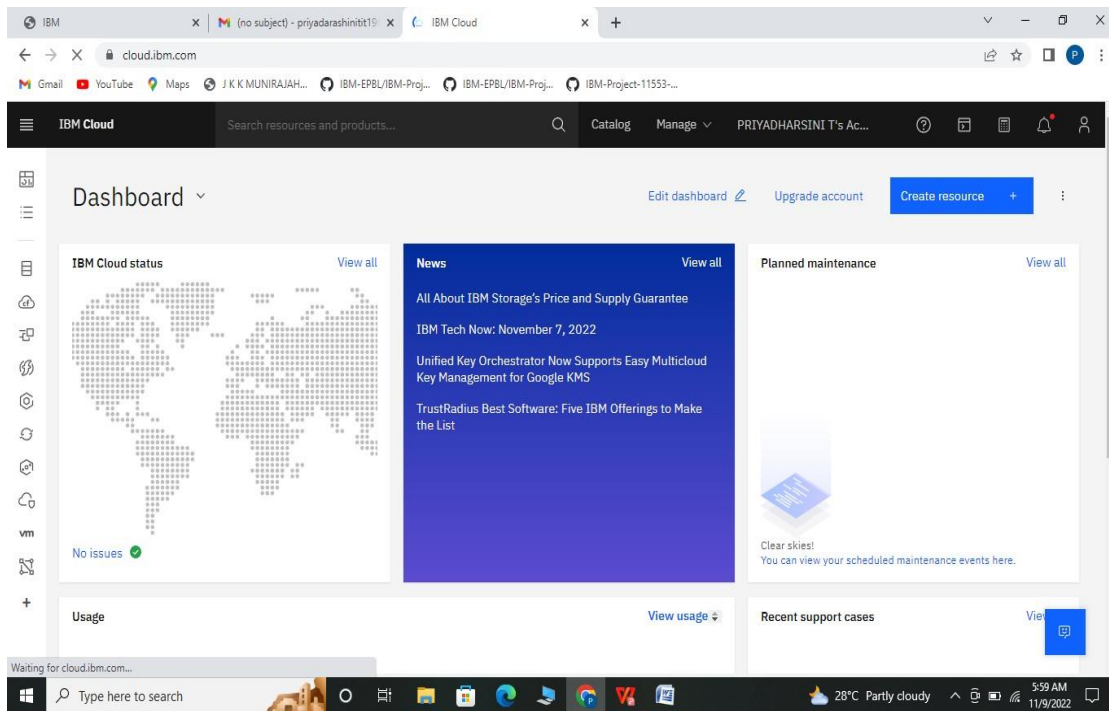 IBM
(no subject) - priyadarashinitit19
IBM Cloud
cloud.ibm.com
P
Gmail
YouTube
Maps
J K K MUNIRAJAH...
IBM-EPBL/IBM-Proj...
IBM-EPBL/IBM-Proj...
IBM-Project-11553-...
IBM Cloud
Search resources and products...
Catalog
Manage
PRIYADHARSINI T's Ac...
Dashboard
Edit dashboard
Upgrade account
Create resource +
IBM Cloud status
View all
No issues
News
View all
All About IBM Storage's Price and Supply Guarantee
IBM Tech Now: November 7, 2022
Unified Key Orchestrator Now Supports Easy Multicloud
Key Management for Google KMS
TrustRadius Best Software: Five IBM Offerings to Make
the List
Planned maintenance
View all
Clear skies!
You can view your scheduled maintenance events here.
vm
Usage
View usage
Recent support cases
Waiting for cloud.ibm.com...
Type here to search
28°C Partly cloudy
5:59 AM
11/9/2022